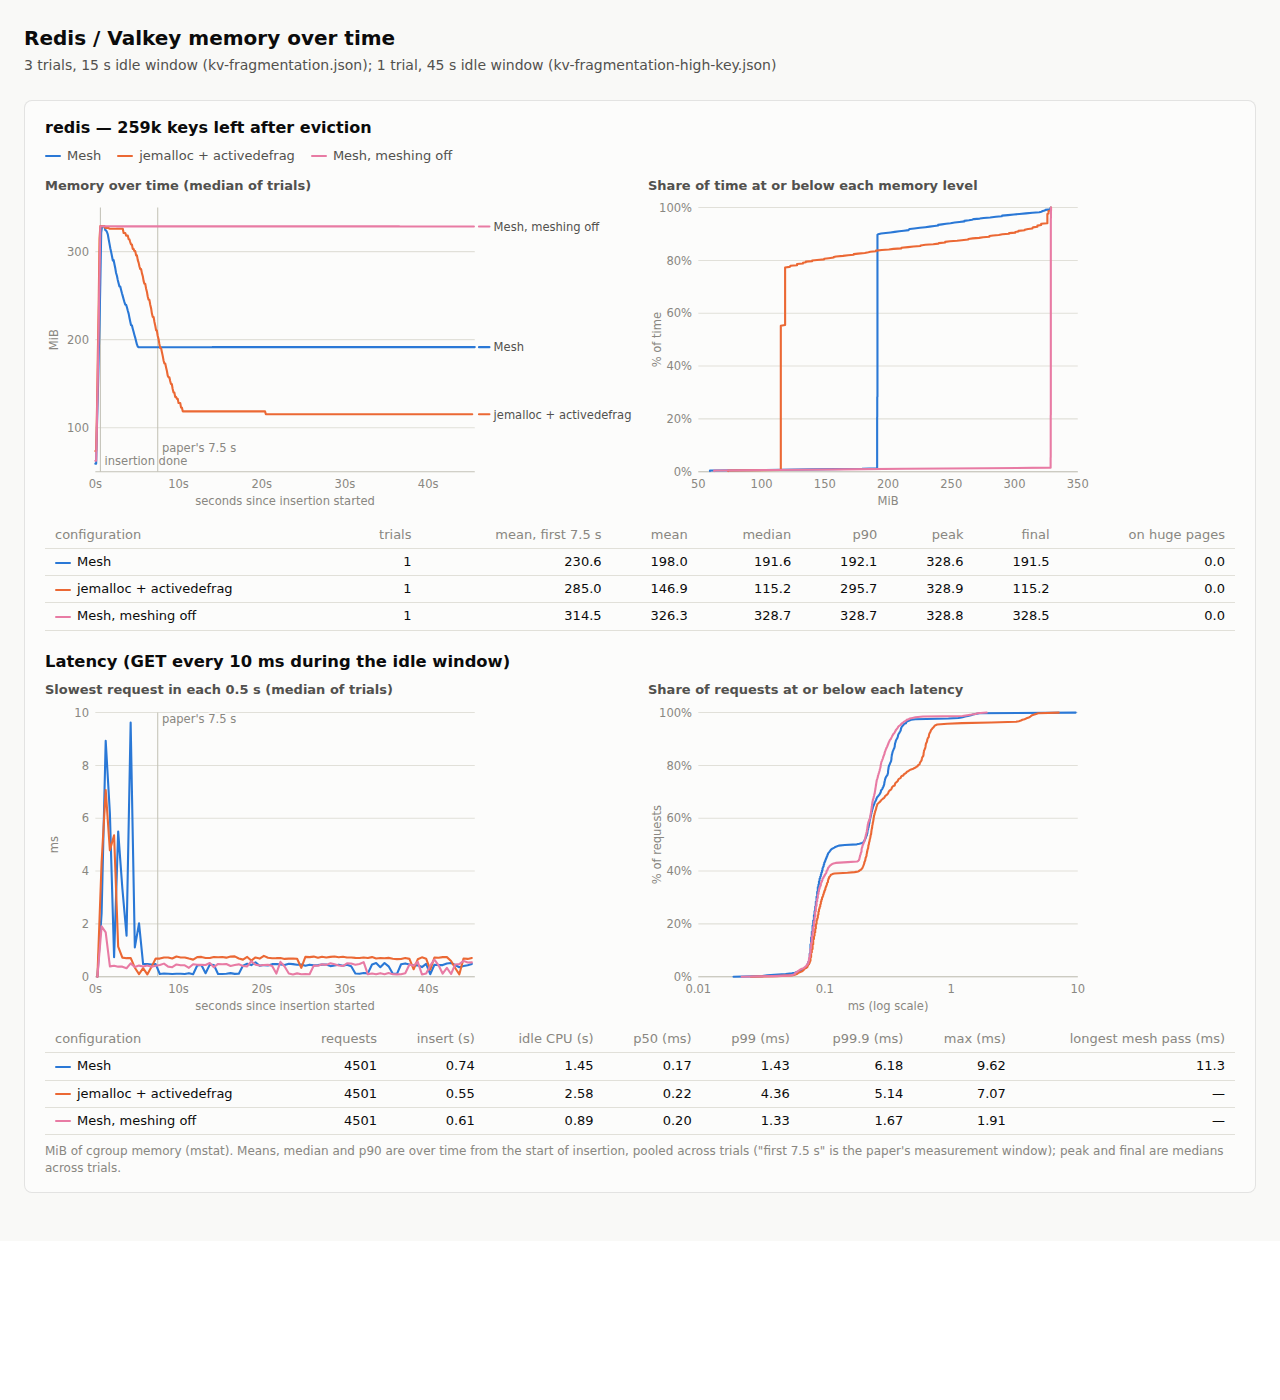 Redis / Valkey memory over time
3 trials, 15 s idle window (kv-fragmentation.json); 1 trial, 45 s idle window (kv-fragmentation-high-key.json)
redis — 259k keys left after eviction
Mesh jemalloc + activedefrag Mesh, meshing off
Memory over time (median of trials)
300
200
100
MiB
Mesh, meshing off
Mesh
jemalloc + activedefrag
paper's 7.5 s
insertion done
0s 10s 20s 30s 40s
seconds since insertion started
Share of time at or below each memory level
100%
80%
60%
40%
20%
0%
% of time
50 100 150 200 250 300 350
MiB
configuration trials mean, first 7.5 s mean median p90 peak final on huge pages
Mesh 1 230.6 198.0 191.6 192.1 328.6 191.5 0.0
jemalloc + activedefrag 1 285.0 146.9 115.2 295.7 328.9 115.2 0.0
Mesh, meshing off 1 314.5 326.3 328.7 328.7 328.8 328.5 0.0
Latency (GET every 10 ms during the idle window)
Slowest request in each 0.5 s (median of trials)
10
8
6
4
2
0
ms
paper's 7.5 s
0s 10s 20s 30s 40s
seconds since insertion started
Share of requests at or below each latency
100%
80%
60%
40%
20%
0%
% of requests
0.01 0.1 1 10
ms (log scale)
configuration requests insert (s) idle CPU (s) p50 (ms) p99 (ms) p99.9 (ms) max (ms) longest mesh pass (ms)
Mesh 4501 0.74 1.45 0.17 1.43 6.18 9.62 11.3
jemalloc + activedefrag 4501 0.55 2.58 0.22 4.36 5.14 7.07 —
Mesh, meshing off 4501 0.61 0.89 0.20 1.33 1.67 1.91 —
MiB of cgroup memory (mstat). Means, median and p90 are over time from the start of insertion, pooled across trials ("first 7.5 s" is the paper's measurement window); peak and final are medians
across trials.